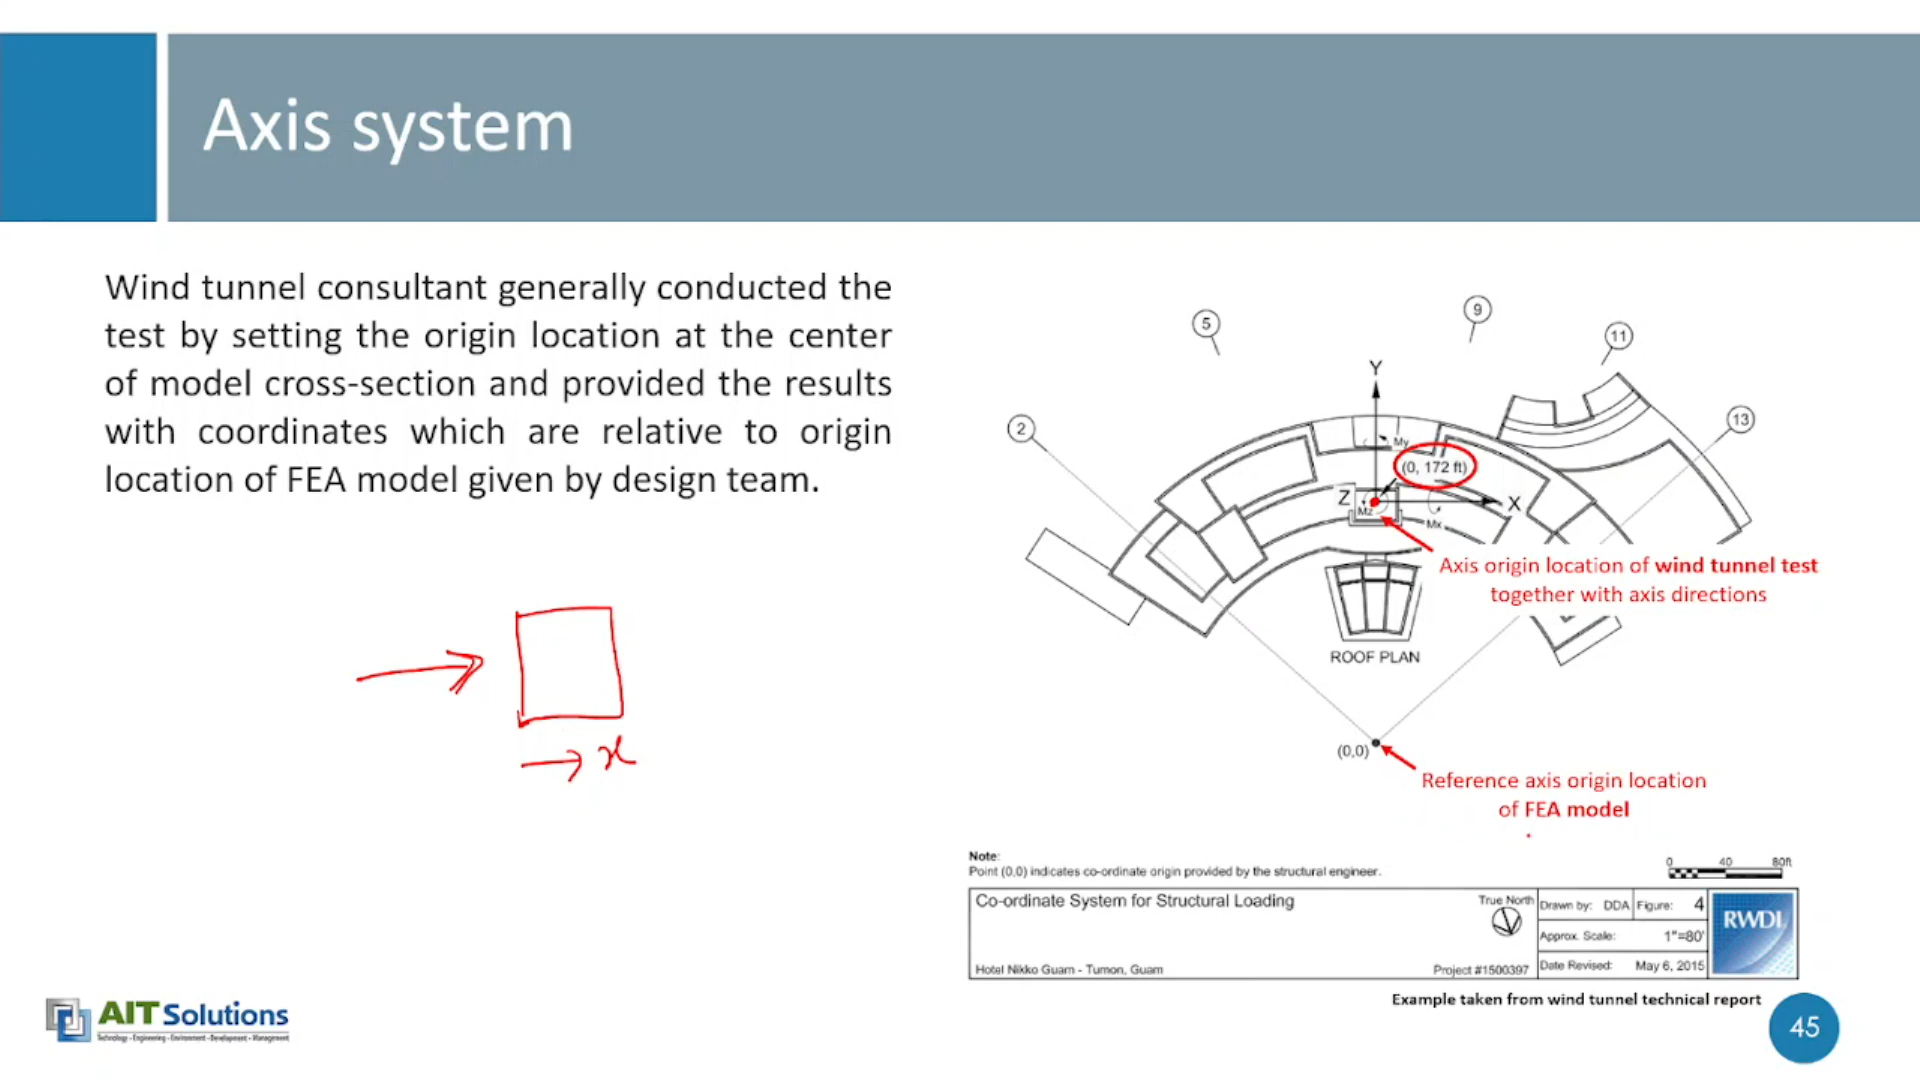 Axis system
Wind tunnel consultant generally conducted the
test by setting the origin location at the center
of model cross-section and provided the results
with coordinates which are relative to origin
location of FEA model given by design team.
→ x
5
9
11
2
13
Y
My
(0, 172 ft)
Z
X
Mz
Mx
Axis origin location of wind tunnel test
together with axis directions
ROOF PLAN
(0,0)
Reference axis origin location
of FEA model
Note:
Point (0,0) indicates co-ordinate origin provided by the structural engineer.
0 40 80ft
Co-ordinate System for Structural Loading
True North
Drawn by: DDA Figure: 4
Approx. Scale: 1"=80'
Hotel Nikko Guam - Tumon, Guam
Project #1500397
Date Revised: May 6, 2015
RWDI
Example taken from wind tunnel technical report
AIT Solutions
Technology - Engineering - Environment - Development - Management
45